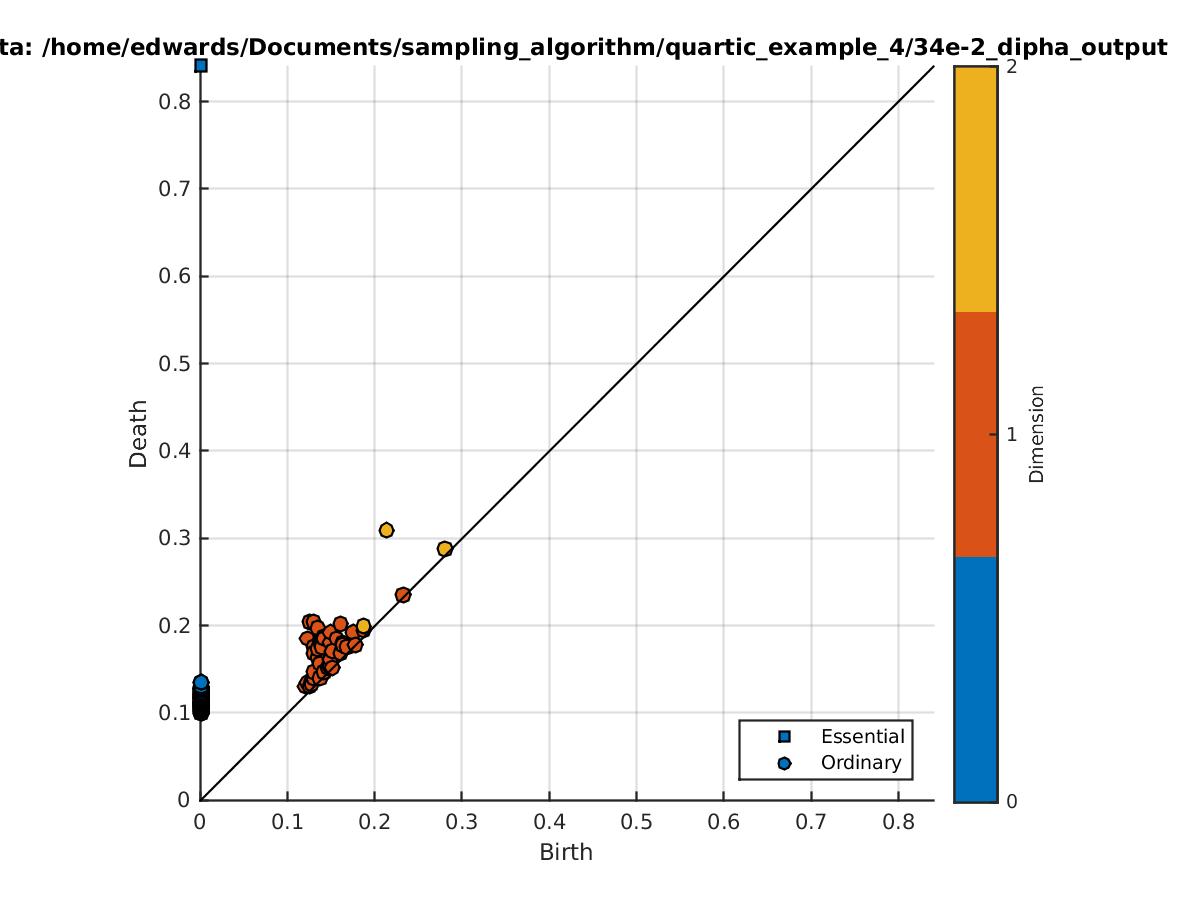 ta: /home/edwards/Documents/sampling_algorithm/quartic_example_4/34e-2_dipha_output
0.8
0.7
0.6
0.5
0.4
0.3
0.2
0.1
0
Death
0 0.1 0.2 0.3 0.4 0.5 0.6 0.7 0.8
Birth
Essential
Ordinary
2
1
0
Dimension